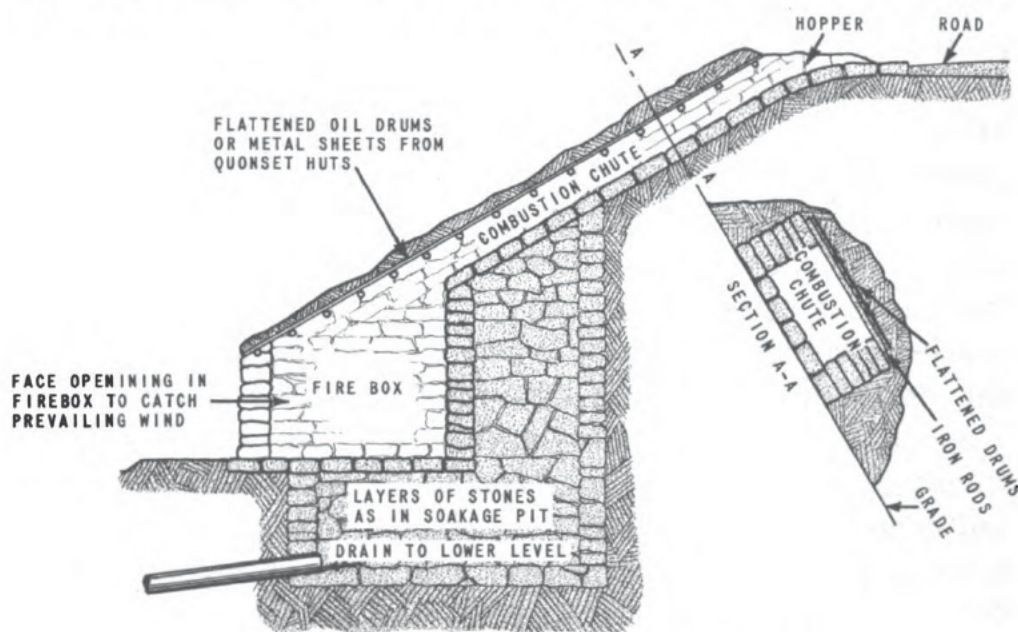 HOPPER
ROAD
A
FLATTENED OIL DRUMS
OR METAL SHEETS FROM
QUONSET HUTS
COMBUSTION CHUTE
A
COMBUSTION
CHUTE
SECTION A-A
FLATTENED DRUMS
IRON RODS
GRADE
FACE OPENINING IN
FIREBOX TO CATCH
PREVAILING WIND
FIRE BOX
LAYERS OF STONES
AS IN SOAKAGE PIT
DRAIN TO LOWER LEVEL